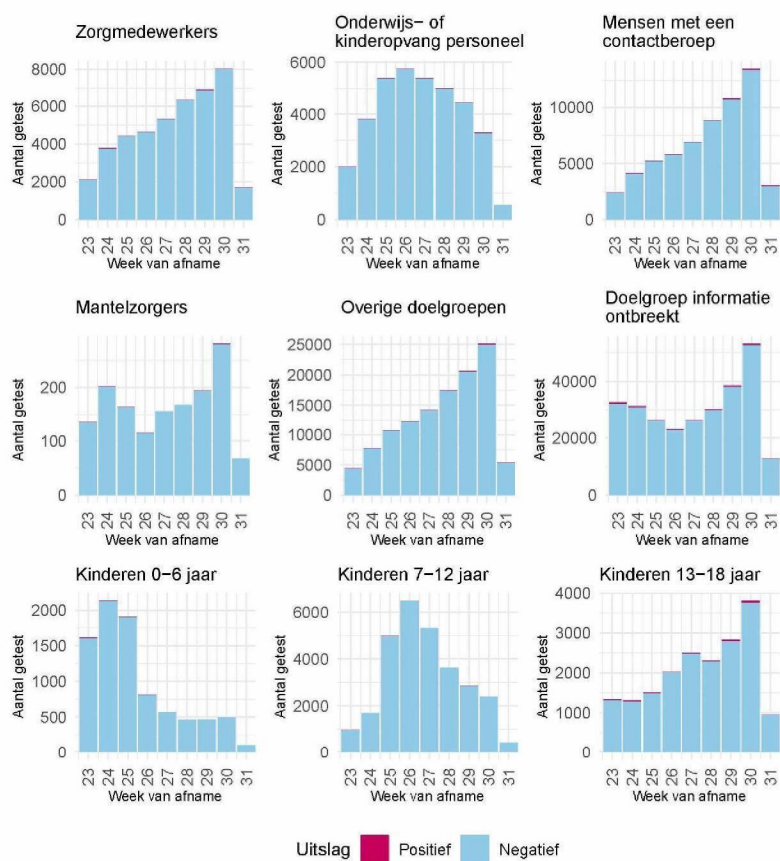 Zorgmedewerkers
Aantal getest
8000
6000
4000
2000
0
23 24 25 26 27 28 29 30 31
Week van afname
Onderwijs− of
kinderopvang personeel
Aantal getest
6000
4000
2000
0
23 24 25 26 27 28 29 30 31
Week van afname
Mensen met een
contactberoep
Aantal getest
10000
5000
0
23 24 25 26 27 28 29 30 31
Week van afname
Mantelzorgers
Aantal getest
200
100
0
23 24 25 26 27 28 29 30 31
Week van afname
Overige doelgroepen
Aantal getest
25000
20000
15000
10000
5000
0
23 24 25 26 27 28 29 30 31
Week van afname
Doelgroep informatie
ontbreekt
Aantal getest
40000
20000
0
23 24 25 26 27 28 29 30 31
Week van afname
Kinderen 0−6 jaar
Aantal getest
2000
1500
1000
500
0
23 24 25 26 27 28 29 30 31
Week van afname
Kinderen 7−12 jaar
Aantal getest
6000
4000
2000
0
23 24 25 26 27 28 29 30 31
Week van afname
Kinderen 13−18 jaar
Aantal getest
4000
3000
2000
1000
0
23 24 25 26 27 28 29 30 31
Week van afname
Uitslag Positief Negatief